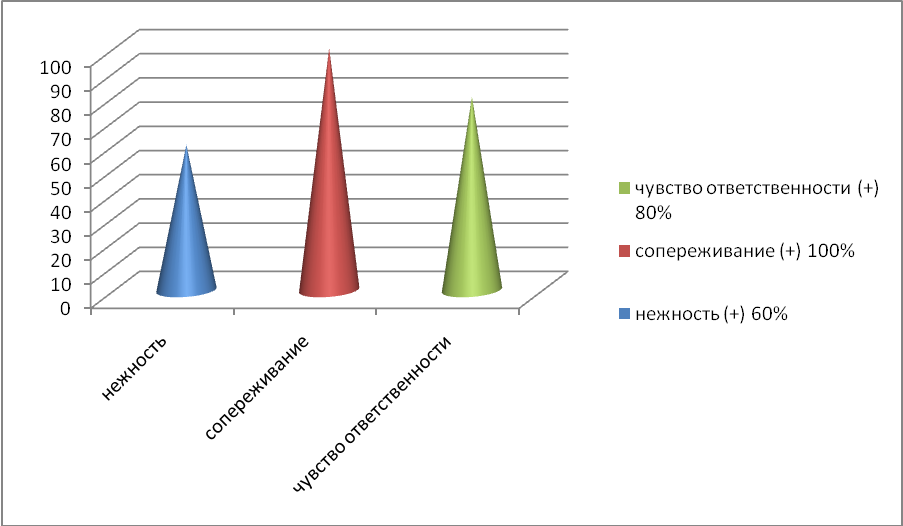 100
90
80
70
60
50
40
30
20
10
0
нежность
сопереживание
чувство ответственности
чувство ответственности (+)
80%
сопереживание (+) 100%
нежность (+) 60%